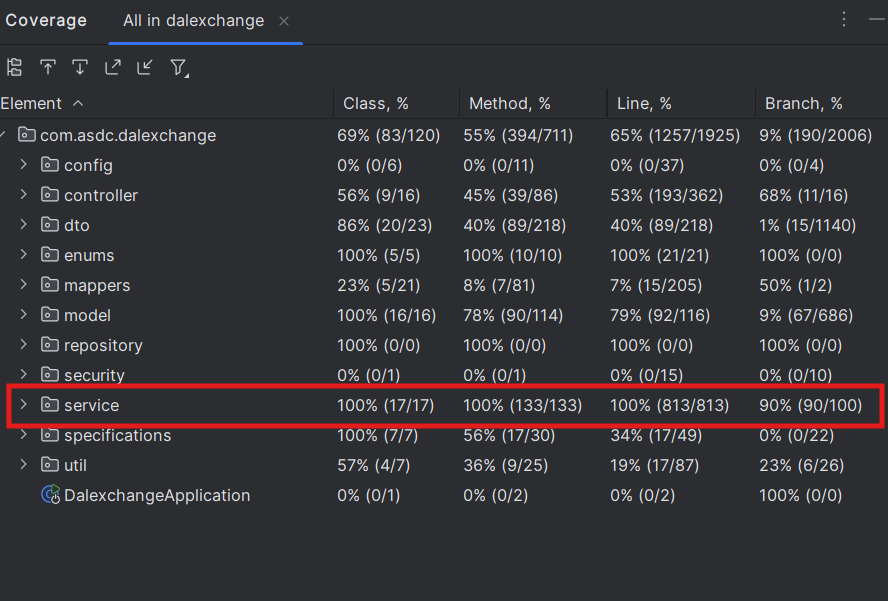 Coverage All in dalexchange
Element Class, % Method, % Line, % Branch, %
com.asdc.dalexchange 69% (83/120) 55% (394/711) 65% (1257/1925) 9% (190/2006)
config 0% (0/6) 0% (0/11) 0% (0/37) 0% (0/4)
controller 56% (9/16) 45% (39/86) 53% (193/362) 68% (11/16)
dto 86% (20/23) 40% (89/218) 40% (89/218) 1% (15/1140)
enums 100% (5/5) 100% (10/10) 100% (21/21) 100% (0/0)
mappers 23% (5/21) 8% (7/81) 7% (15/205) 50% (1/2)
model 100% (16/16) 78% (90/114) 79% (92/116) 9% (67/686)
repository 100% (0/0) 100% (0/0) 100% (0/0) 100% (0/0)
security 0% (0/1) 0% (0/1) 0% (0/15) 0% (0/10)
service 100% (17/17) 100% (133/133) 100% (813/813) 90% (90/100)
specifications 100% (7/7) 56% (17/30) 34% (17/49) 0% (0/22)
util 57% (4/7) 36% (9/25) 19% (17/87) 23% (6/26)
DalexchangeApplication 0% (0/1) 0% (0/2) 0% (0/2) 100% (0/0)